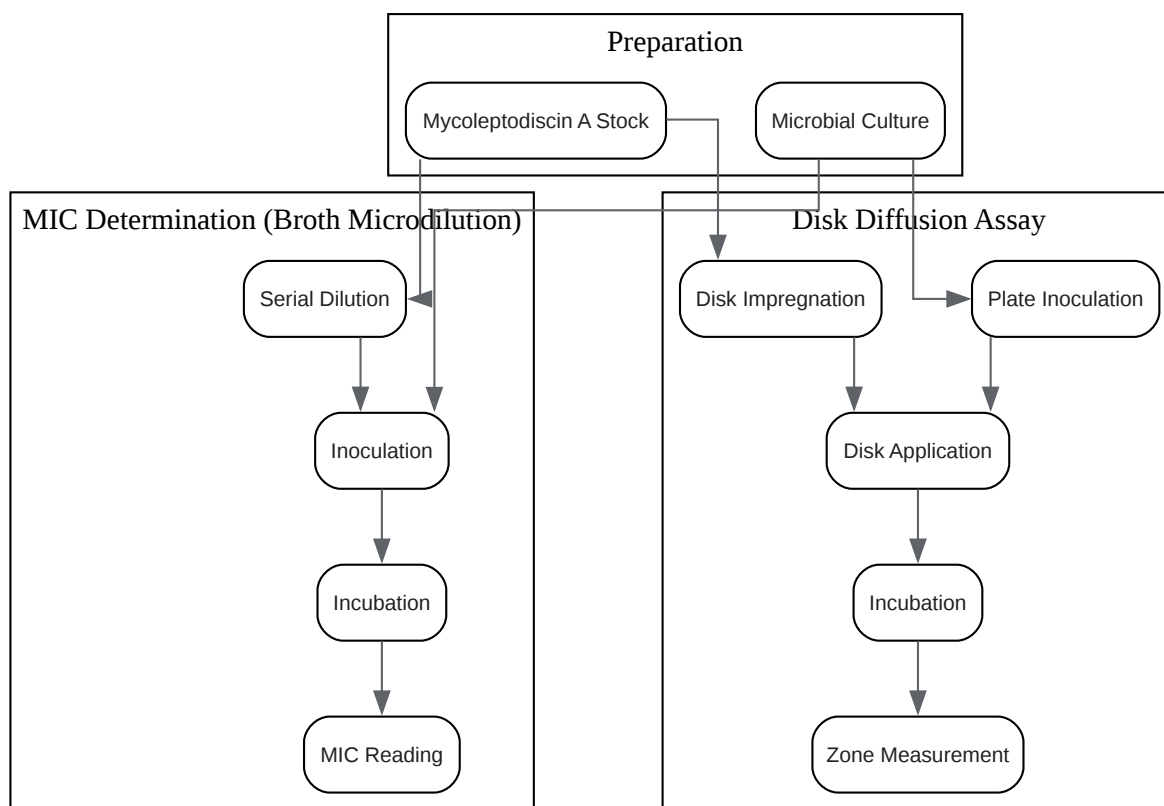 Preparation
Mycoleptodiscin A Stock
Microbial Culture
MIC Determination (Broth Microdilution)
Serial Dilution
Inoculation
Incubation
MIC Reading
Disk Diffusion Assay
Disk Impregnation
Plate Inoculation
Disk Application
Incubation
Zone Measurement